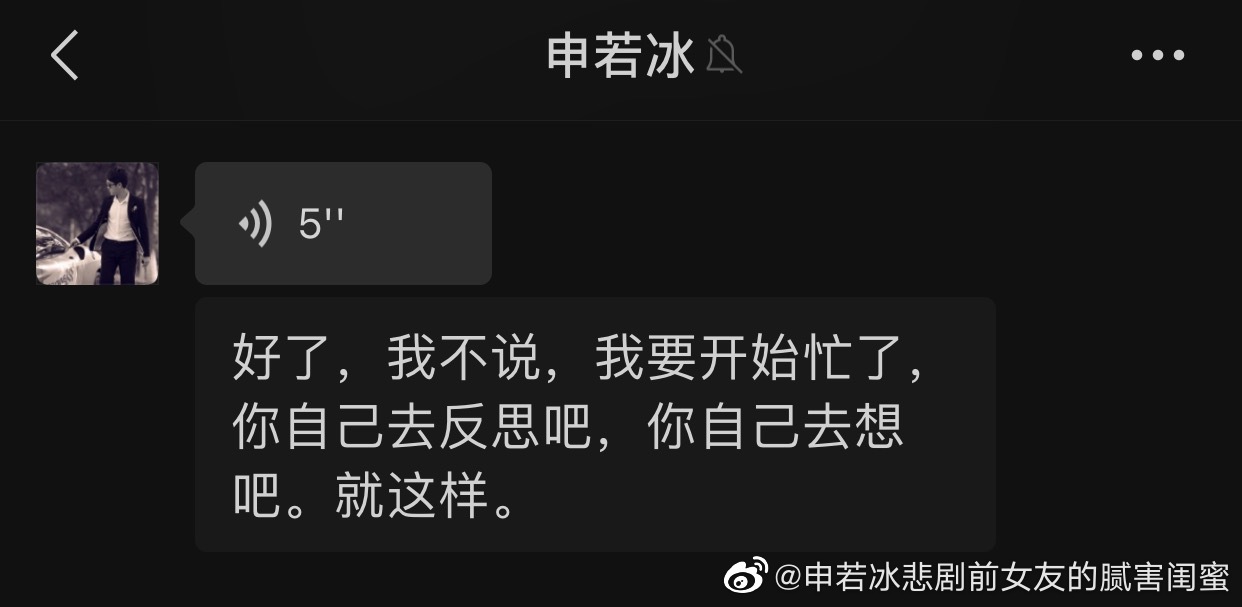 申若冰
5''
好了，我不说，我要开始忙了，
你自己去反思吧，你自己去想
吧。就这样。
@申若冰悲剧前女友的腻害闺蜜